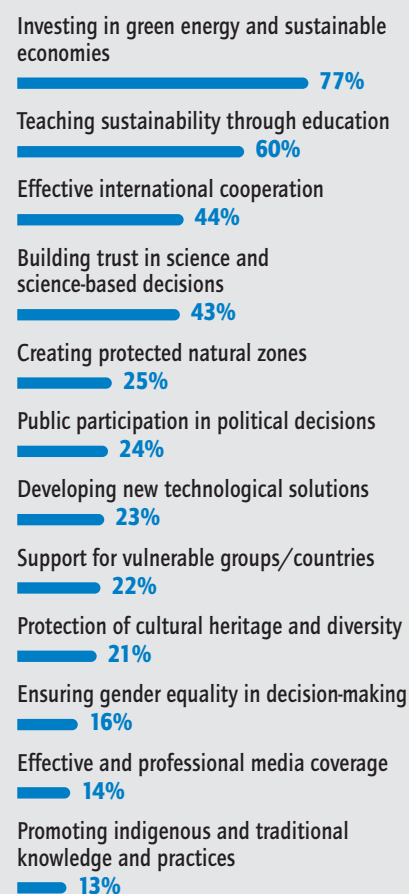 Investing in green energy and sustainable
economies
77%
Teaching sustainability through education
60%
Effective international cooperation
44%
Building trust in science and
science-based decisions
43%
Creating protected natural zones
25%
Public participation in political decisions
24%
Developing new technological solutions
23%
Support for vulnerable groups/countries
22%
Protection of cultural heritage and diversity
21%
Ensuring gender equality in decision-making
16%
Effective and professional media coverage
14%
Promoting indigenous and traditional
knowledge and practices
13%